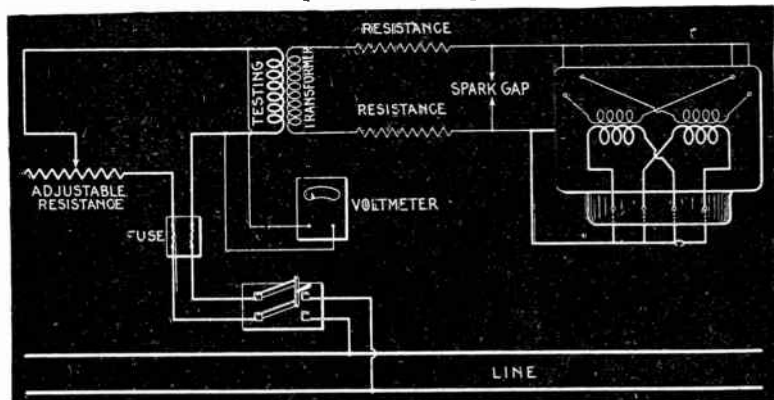 RESISTANCE
TESTING
TRANSFORMER
SPARK GAP
RESISTANCE
ADJUSTABLE
RESISTANCE
VOLTMETER
FUSE
LINE